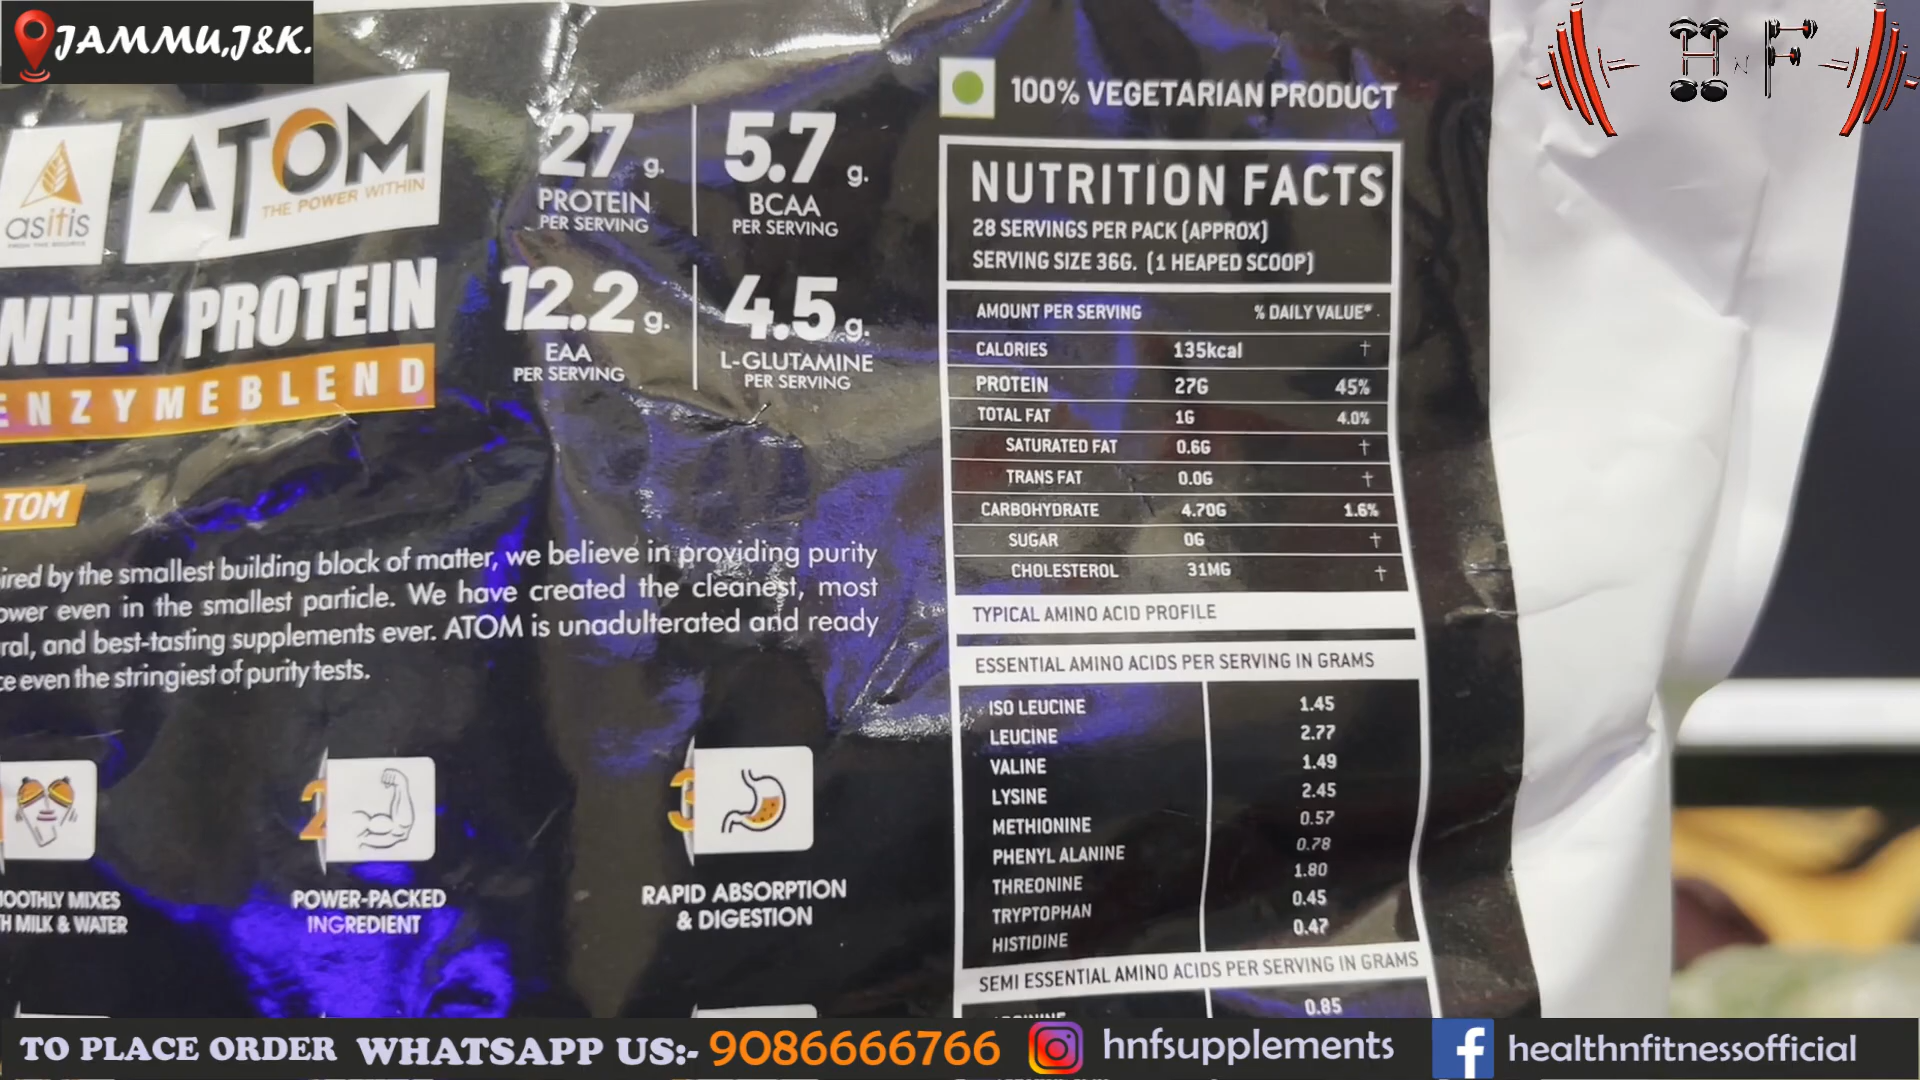 JAMMU,J&K.
H N F
asitis
ATOM
THE POWER WITHIN
WHEY PROTEIN
ENZYMEBLEND
TOM
27 g.
PROTEIN
PER SERVING
5.7 g.
BCAA
PER SERVING
12.2 g.
EAA
PER SERVING
4.5 g.
L-GLUTAMINE
PER SERVING
ired by the smallest building block of matter, we believe in providing purity
ower even in the smallest particle. We have created the cleanest, most
ral, and best-tasting supplements ever. ATOM is unadulterated and ready
ce even the stringiest of purity tests.
OOTHLY MIXES
H MILK & WATER
2
POWER-PACKED
INGREDIENT
3
RAPID ABSORPTION
& DIGESTION
100% VEGETARIAN PRODUCT
NUTRITION FACTS
28 SERVINGS PER PACK (APPROX)
SERVING SIZE 36G. (1 HEAPED SCOOP)
AMOUNT PER SERVING % DAILY VALUE*
CALORIES 135kcal †
PROTEIN 27G 45%
TOTAL FAT 1G 4.0%
SATURATED FAT 0.6G †
TRANS FAT 0.0G †
CARBOHYDRATE 4.70G 1.6%
SUGAR 0G †
CHOLESTEROL 31MG †
TYPICAL AMINO ACID PROFILE
ESSENTIAL AMINO ACIDS PER SERVING IN GRAMS
ISO LEUCINE 1.45
LEUCINE 2.77
VALINE 1.49
LYSINE 2.45
METHIONINE 0.57
PHENYL ALANINE 0.78
THREONINE 1.80
TRYPTOPHAN 0.45
HISTIDINE 0.47
SEMI ESSENTIAL AMINO ACIDS PER SERVING IN GRAMS
0.85
TO PLACE ORDER WHATSAPP US:- 9086666766 hnfsupplements healthnfitnessofficial